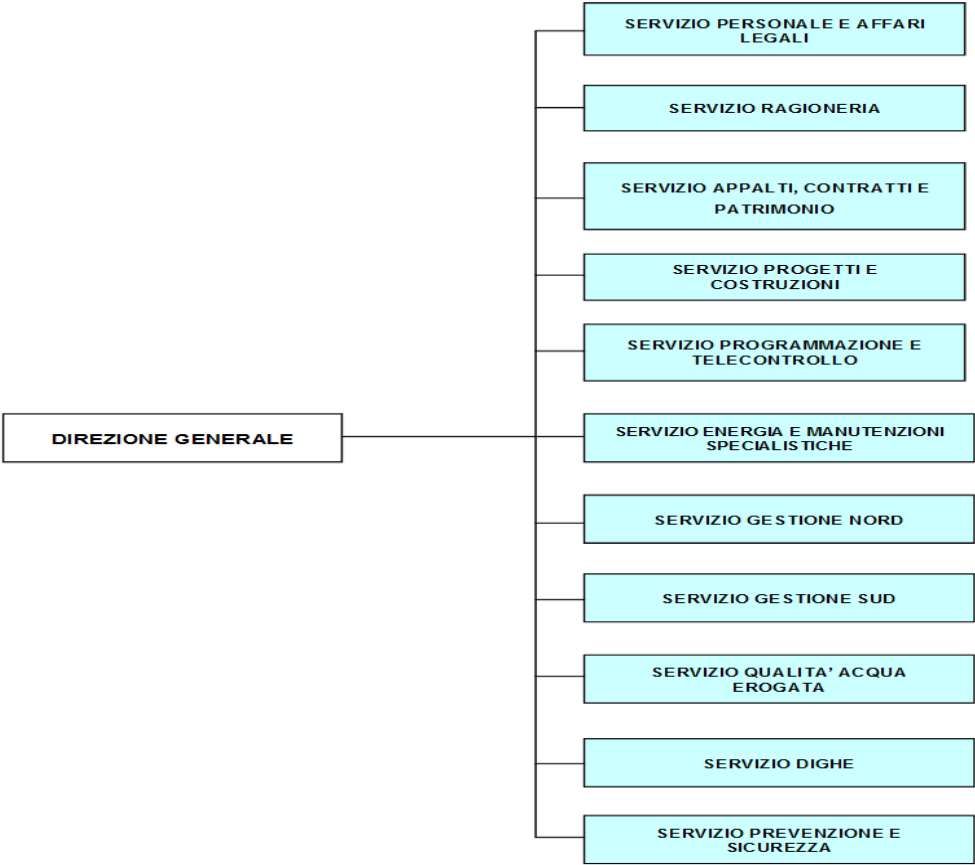 SERVIZIO PERSONALE E AFFARI
LEGALI
SERVIZIO RAGIONERIA
SERVIZIO APPALTI, CONTRATTI E
PATRIMONIO
SERVIZIO PROGETTI E
COSTRUZIONI
SERVIZIO PROGRAMMAZIONE E
TELECONTROLLO
DIREZIONE GENERALE
SERVIZIO ENERGIA E MANUTENZIONI
SPECIALISTICHE
SERVIZIO GESTIONE NORD
SERVIZIO GESTIONE SUD
SERVIZIO QUALITA’ ACQUA
EROGATA
SERVIZIO DIGHE
SERVIZIO PREVENZIONE E
SICUREZZA